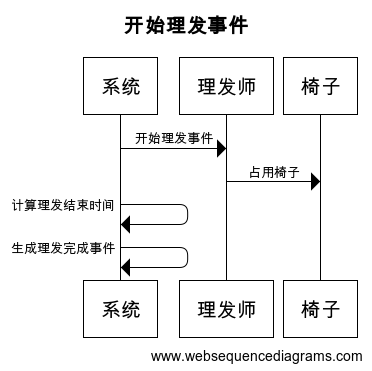 开始理发事件
系统 理发师 椅子
开始理发事件
占用椅子
计算理发结束时间
生成理发完成事件
系统 理发师 椅子
www.websequencediagrams.com